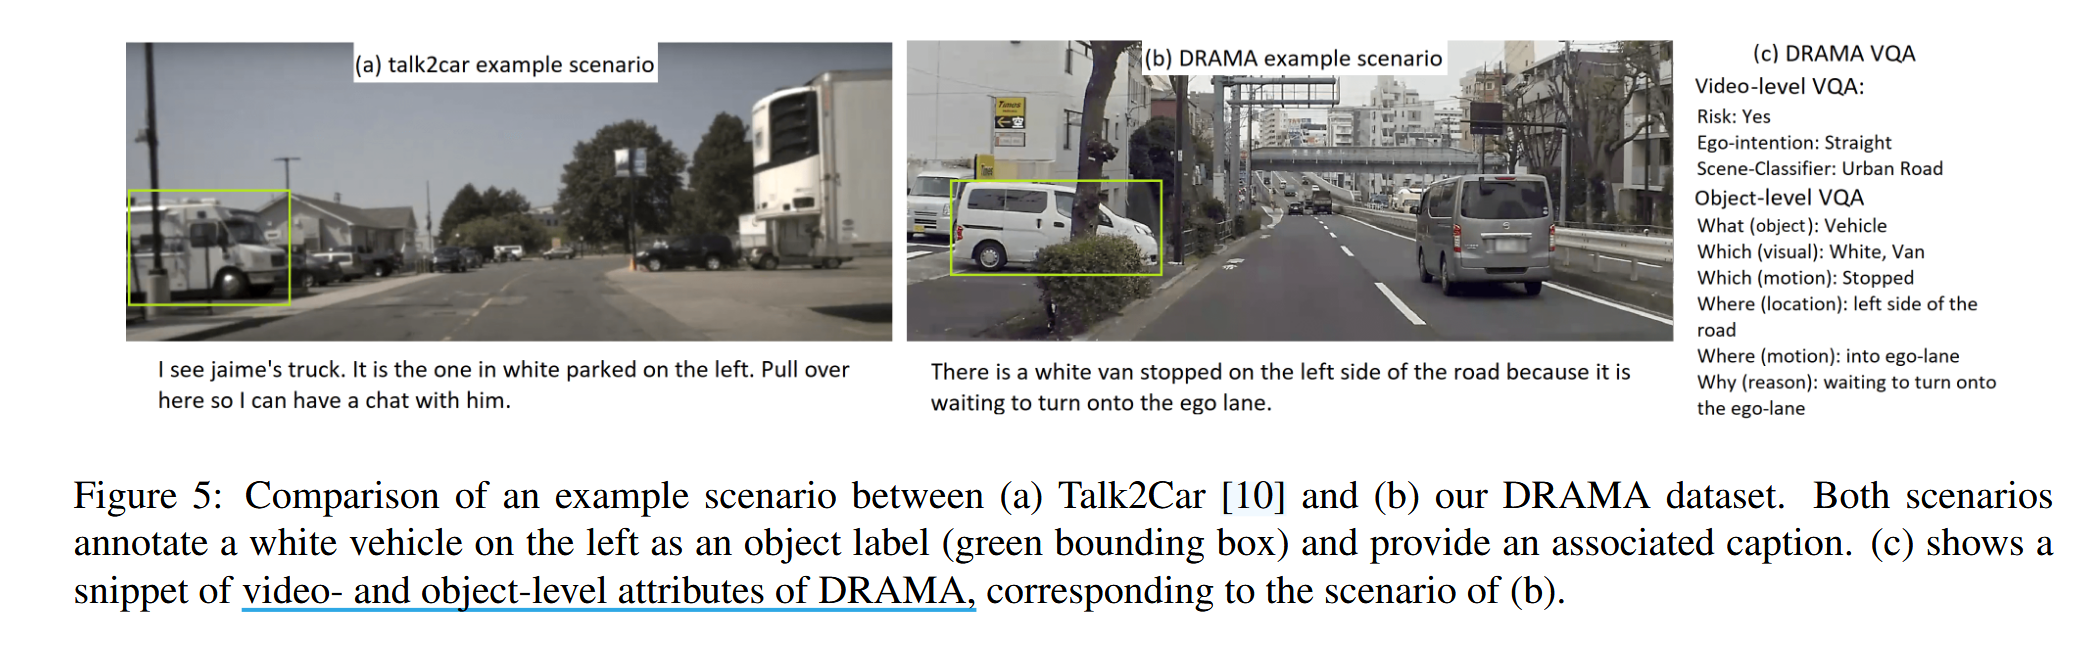 (a) talk2car example scenario
I see jaime's truck. It is the one in white parked on the left. Pull over
here so I can have a chat with him.
(b) DRAMA example scenario
Times
There is a white van stopped on the left side of the road because it is
waiting to turn onto the ego lane.
(c) DRAMA VQA
Video-level VQA:
Risk: Yes
Ego-intention: Straight
Scene-Classifier: Urban Road
Object-level VQA
What (object): Vehicle
Which (visual): White, Van
Which (motion): Stopped
Where (location): left side of the
road
Where (motion): into ego-lane
Why (reason): waiting to turn onto
the ego-lane
Figure 5: Comparison of an example scenario between (a) Talk2Car [10] and (b) our DRAMA dataset. Both scenarios
annotate a white vehicle on the left as an object label (green bounding box) and provide an associated caption. (c) shows a
snippet of video- and object-level attributes of DRAMA, corresponding to the scenario of (b).